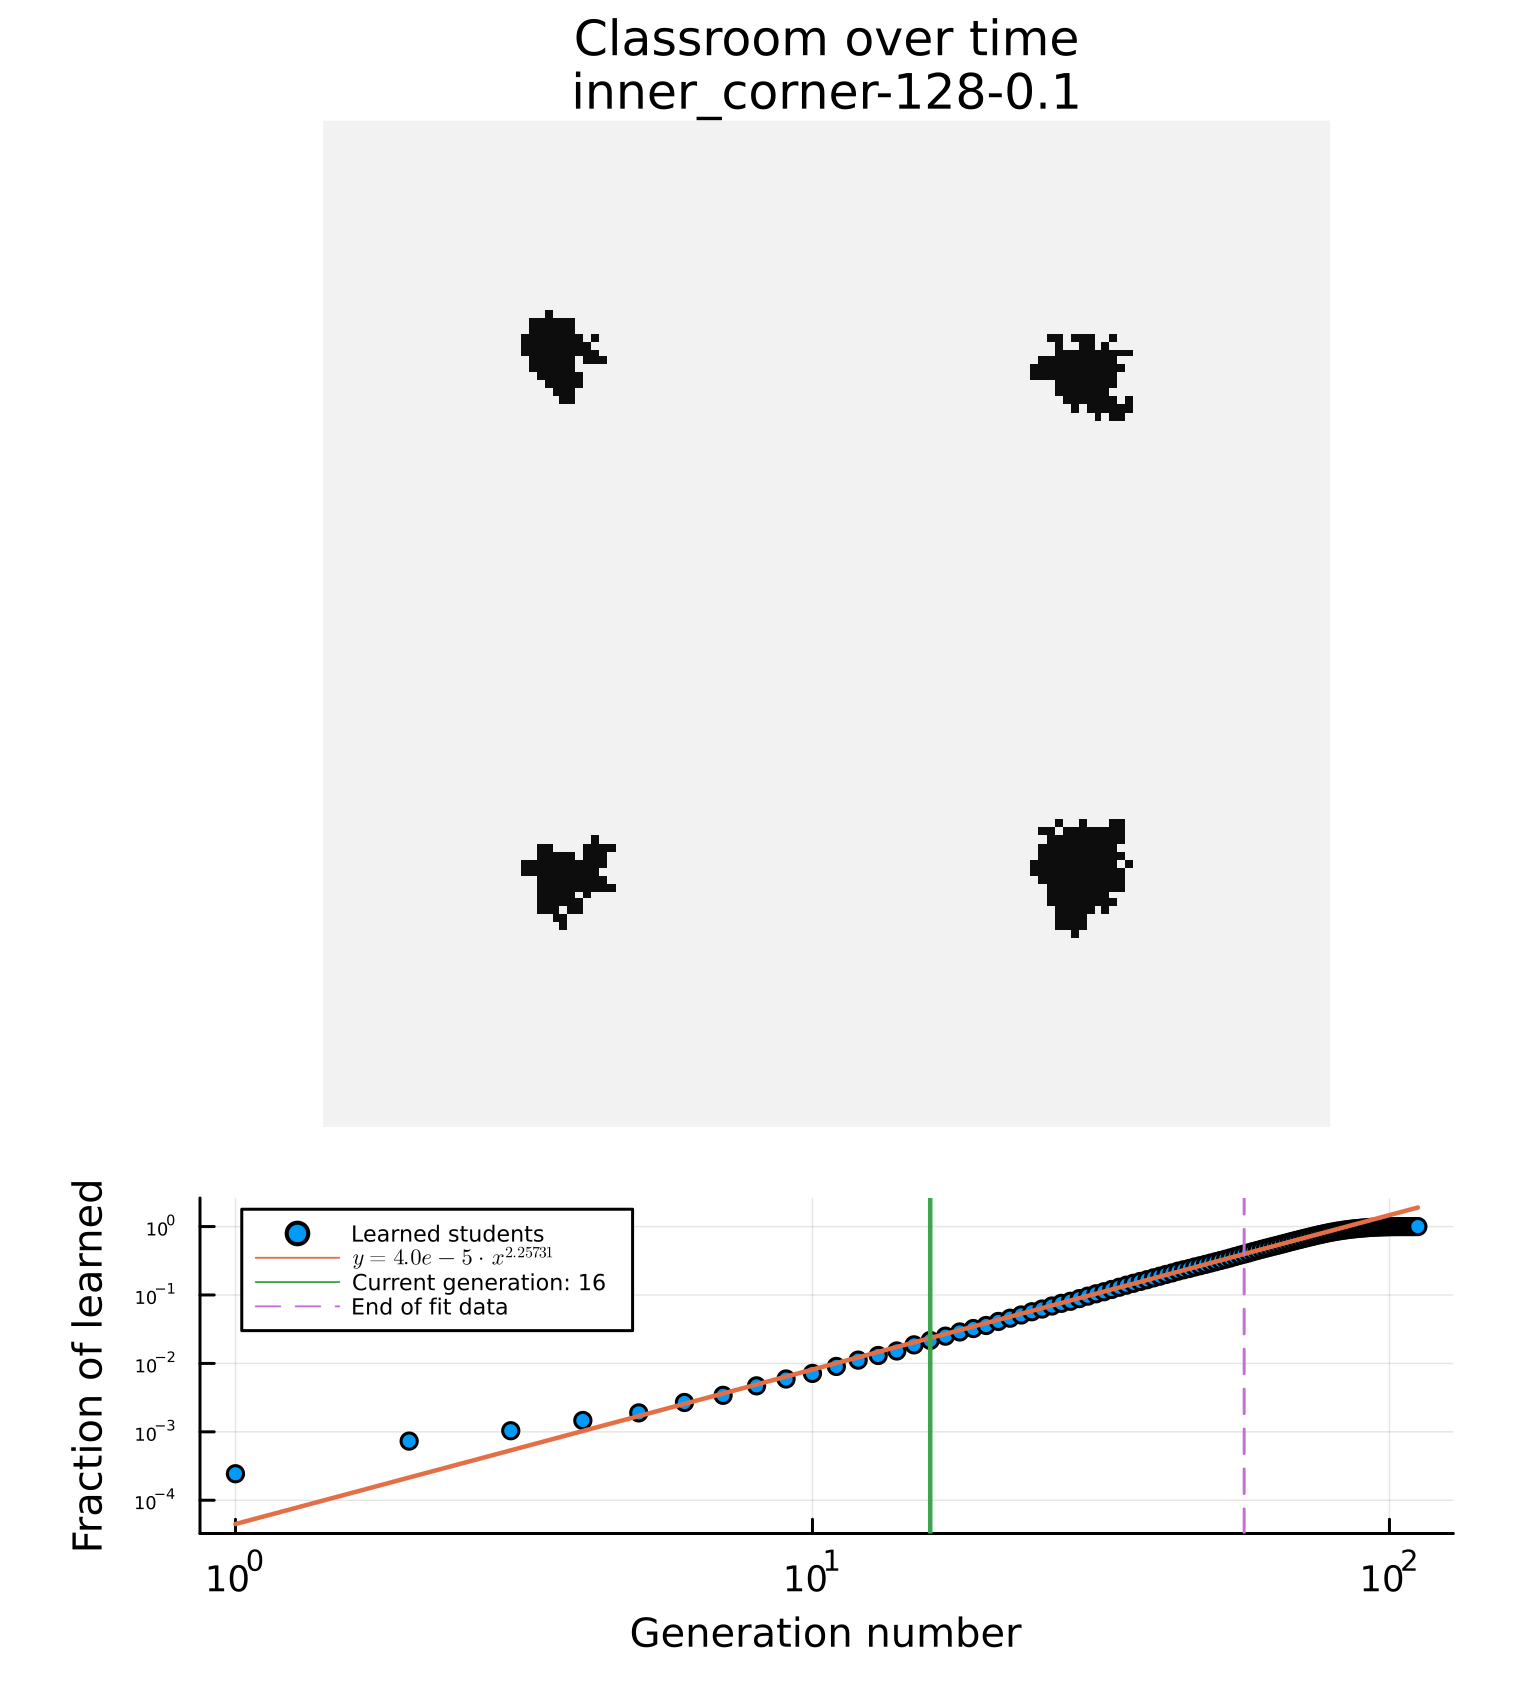 Classroom over time
inner_corner-128-0.1
Fraction of learned
10^0
10^-1
10^-2
10^-3
10^-4
Learned students
y = 4.0e − 5 · x^2.25731
Current generation: 16
End of fit data
10^0
10^1
10^2
Generation number